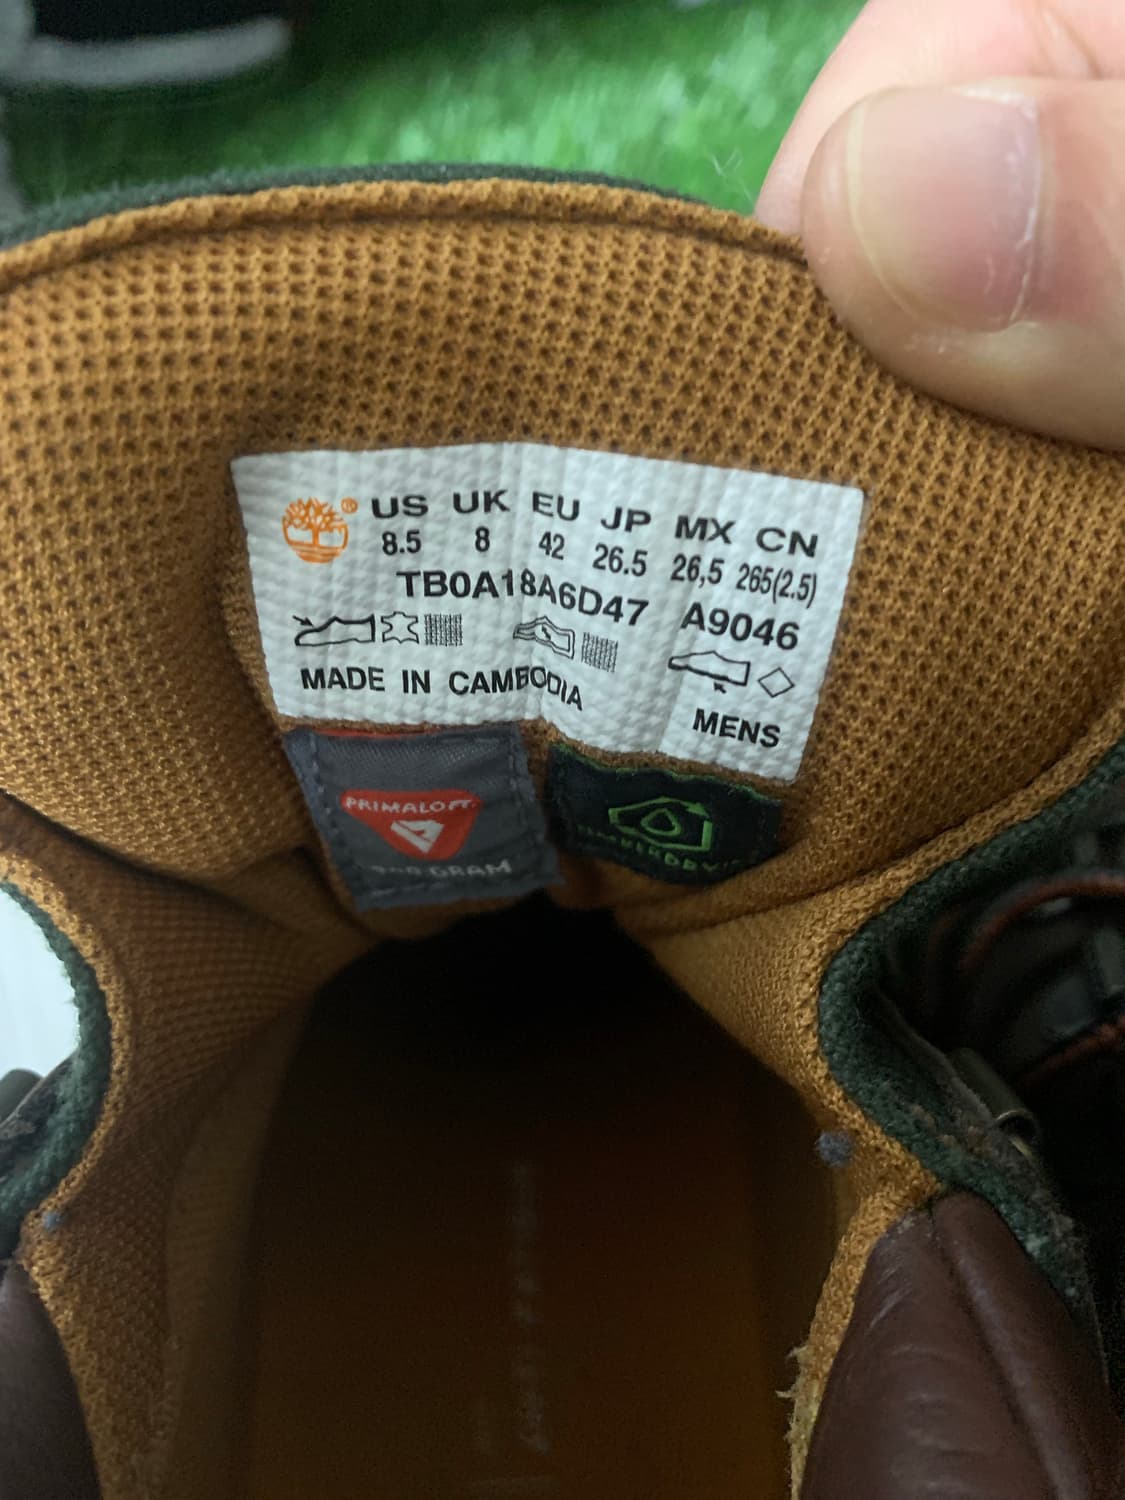 ® US UK EU JP MX CN
8.5 8 42 26.5 26,5 265(2.5)
TB0A18A6D47 A9046
MADE IN CAMBODIA
MENS
PRIMALOFT
GRAM